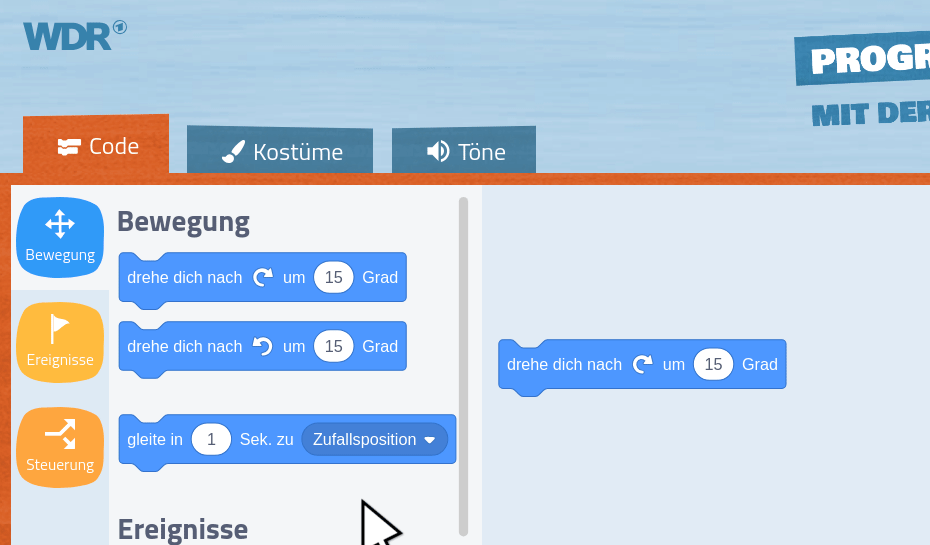 WDR
PROGR
MIT DER
Code
Kostüme
Töne
Bewegung
Ereignisse
Steuerung
Bewegung
drehe dich nach um 15 Grad
drehe dich nach um 15 Grad
gleite in 1 Sek. zu Zufallsposition
Ereignisse
drehe dich nach um 15 Grad